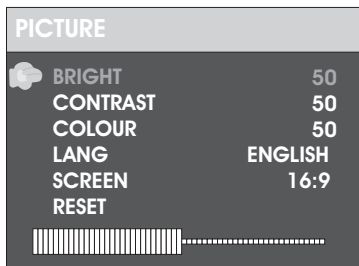 PICTURE
BRIGHT 50
CONTRAST 50
COLOUR 50
LANG ENGLISH
SCREEN 16:9
RESET